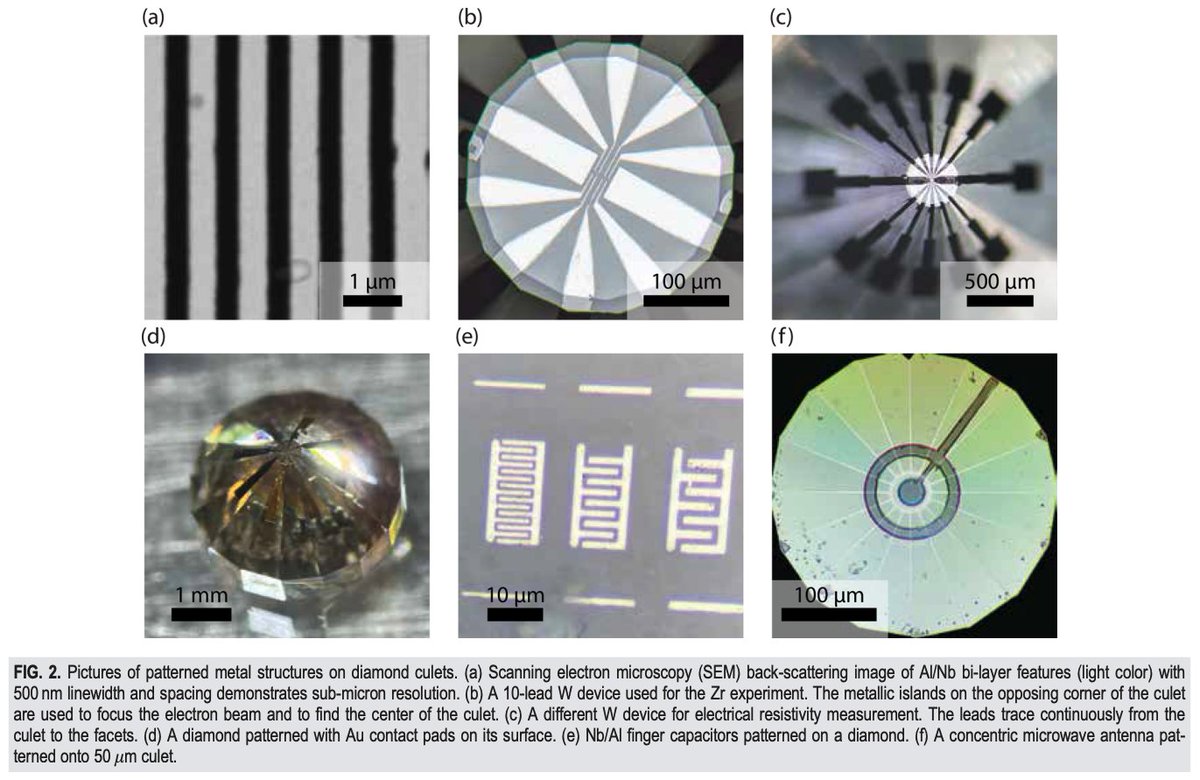 (a)
(b)
(c)
1 μm
100 μm
500 μm
(d)
(e)
(f)
1 mm
10 μm
100 μm
FIG. 2. Pictures of patterned metal structures on diamond culets. (a) Scanning electron microscopy (SEM) back-scattering image of Al/Nb bi-layer features (light color) with
500 nm linewidth and spacing demonstrates sub-micron resolution. (b) A 10-lead W device used for the Zr experiment. The metallic islands on the opposing corner of the culet
are used to focus the electron beam and to find the center of the culet. (c) A different W device for electrical resistivity measurement. The leads trace continuously from the
culet to the facets. (d) A diamond patterned with Au contact pads on its surface. (e) Nb/Al finger capacitors patterned on a diamond. (f) A concentric microwave antenna pat-
terned onto 50 μm culet.